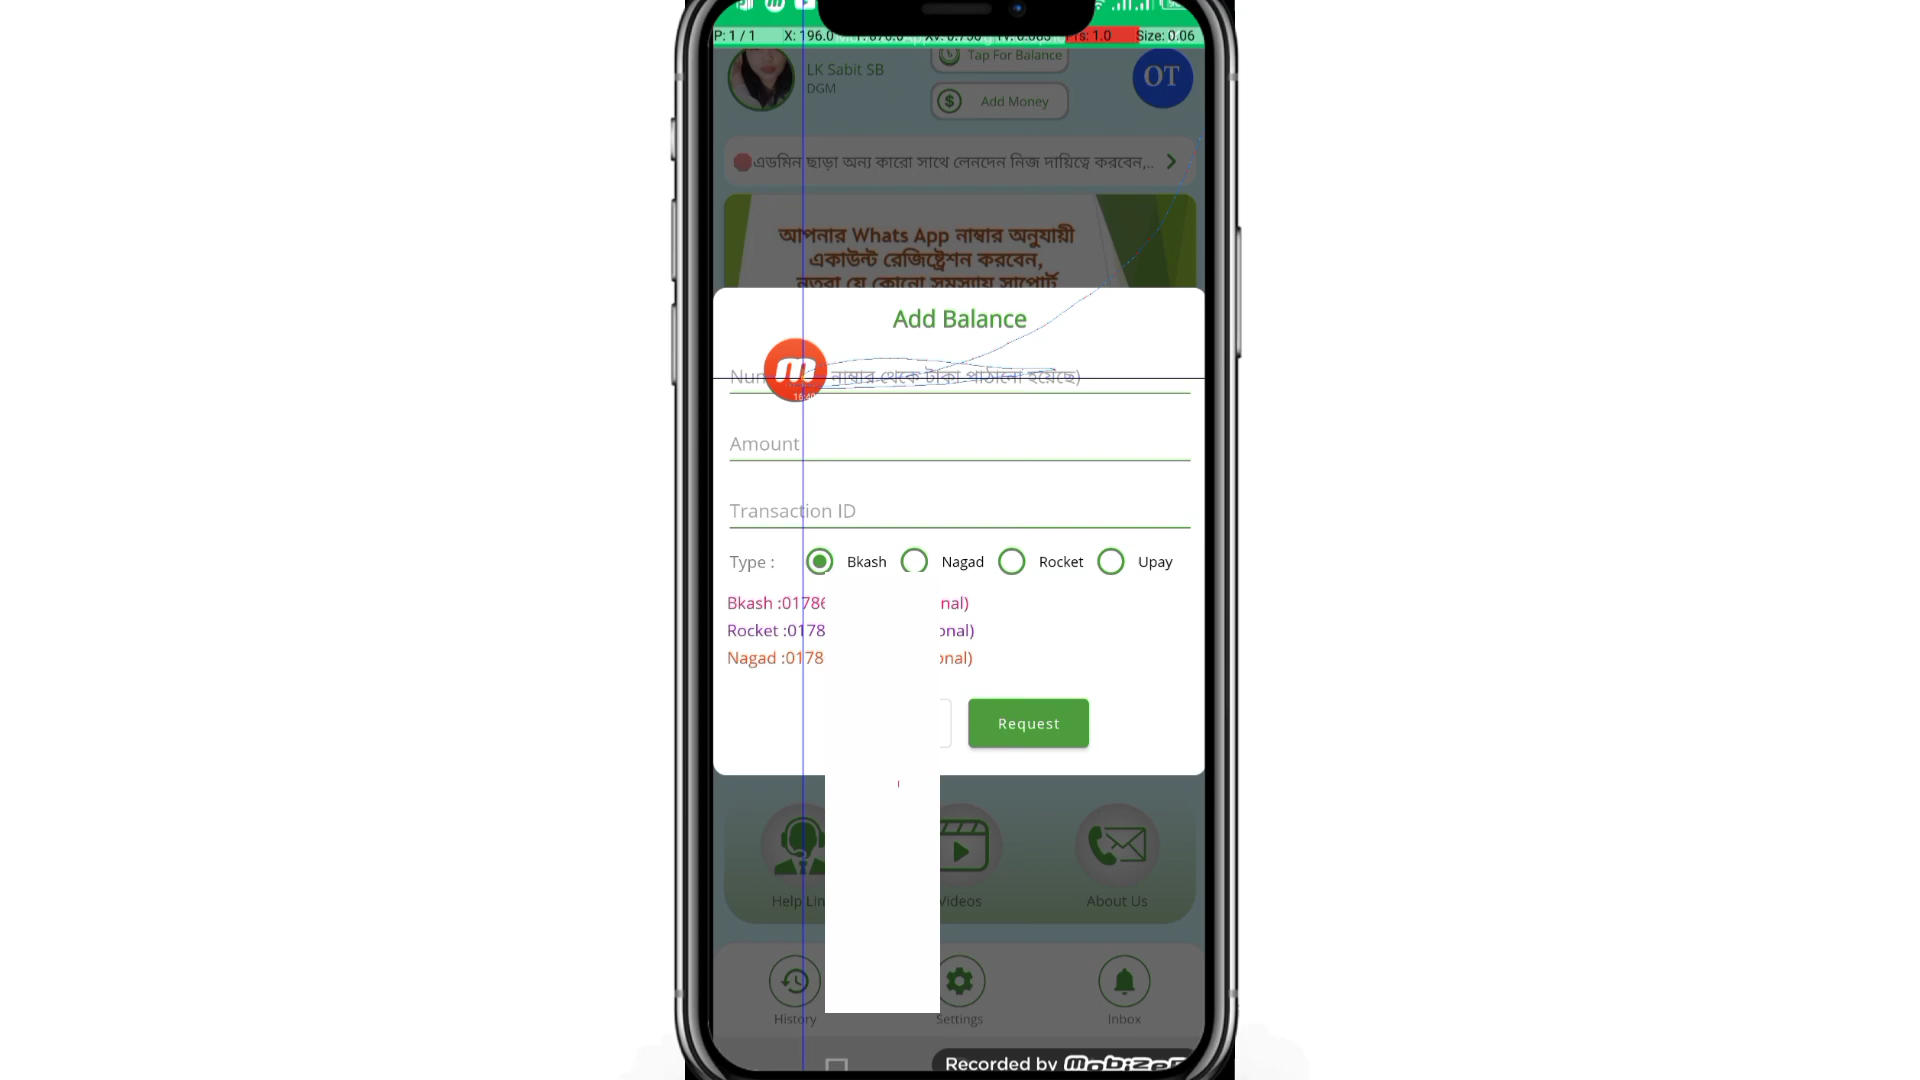 P: 1 / 1 X: 196.0 Size: 0.06
Tap For Balance
LK Sabit SB
DGM
Add Money
OT
এডমিন ছাড়া অন্য কারো সাথে লেনদেন নিজ দায়িত্বে করবেন,..
আপনার Whats App নাম্বার অনুযায়ী
একাউন্ট রেজিষ্ট্রেশন করবেন,
নতুবা যে কোনো সমস্যায় সাপোর্ট
Add Balance
নাম্বার থেকে টাকা পাঠানো হয়েছে)
Amount
Transaction ID
Type : Bkash Nagad Rocket Upay
Bkash :01786 nal)
Rocket :0178 onal)
Nagad :0178 onal)
Request
Help Lin Videos About Us
History Settings Inbox
Recorded by mobizen